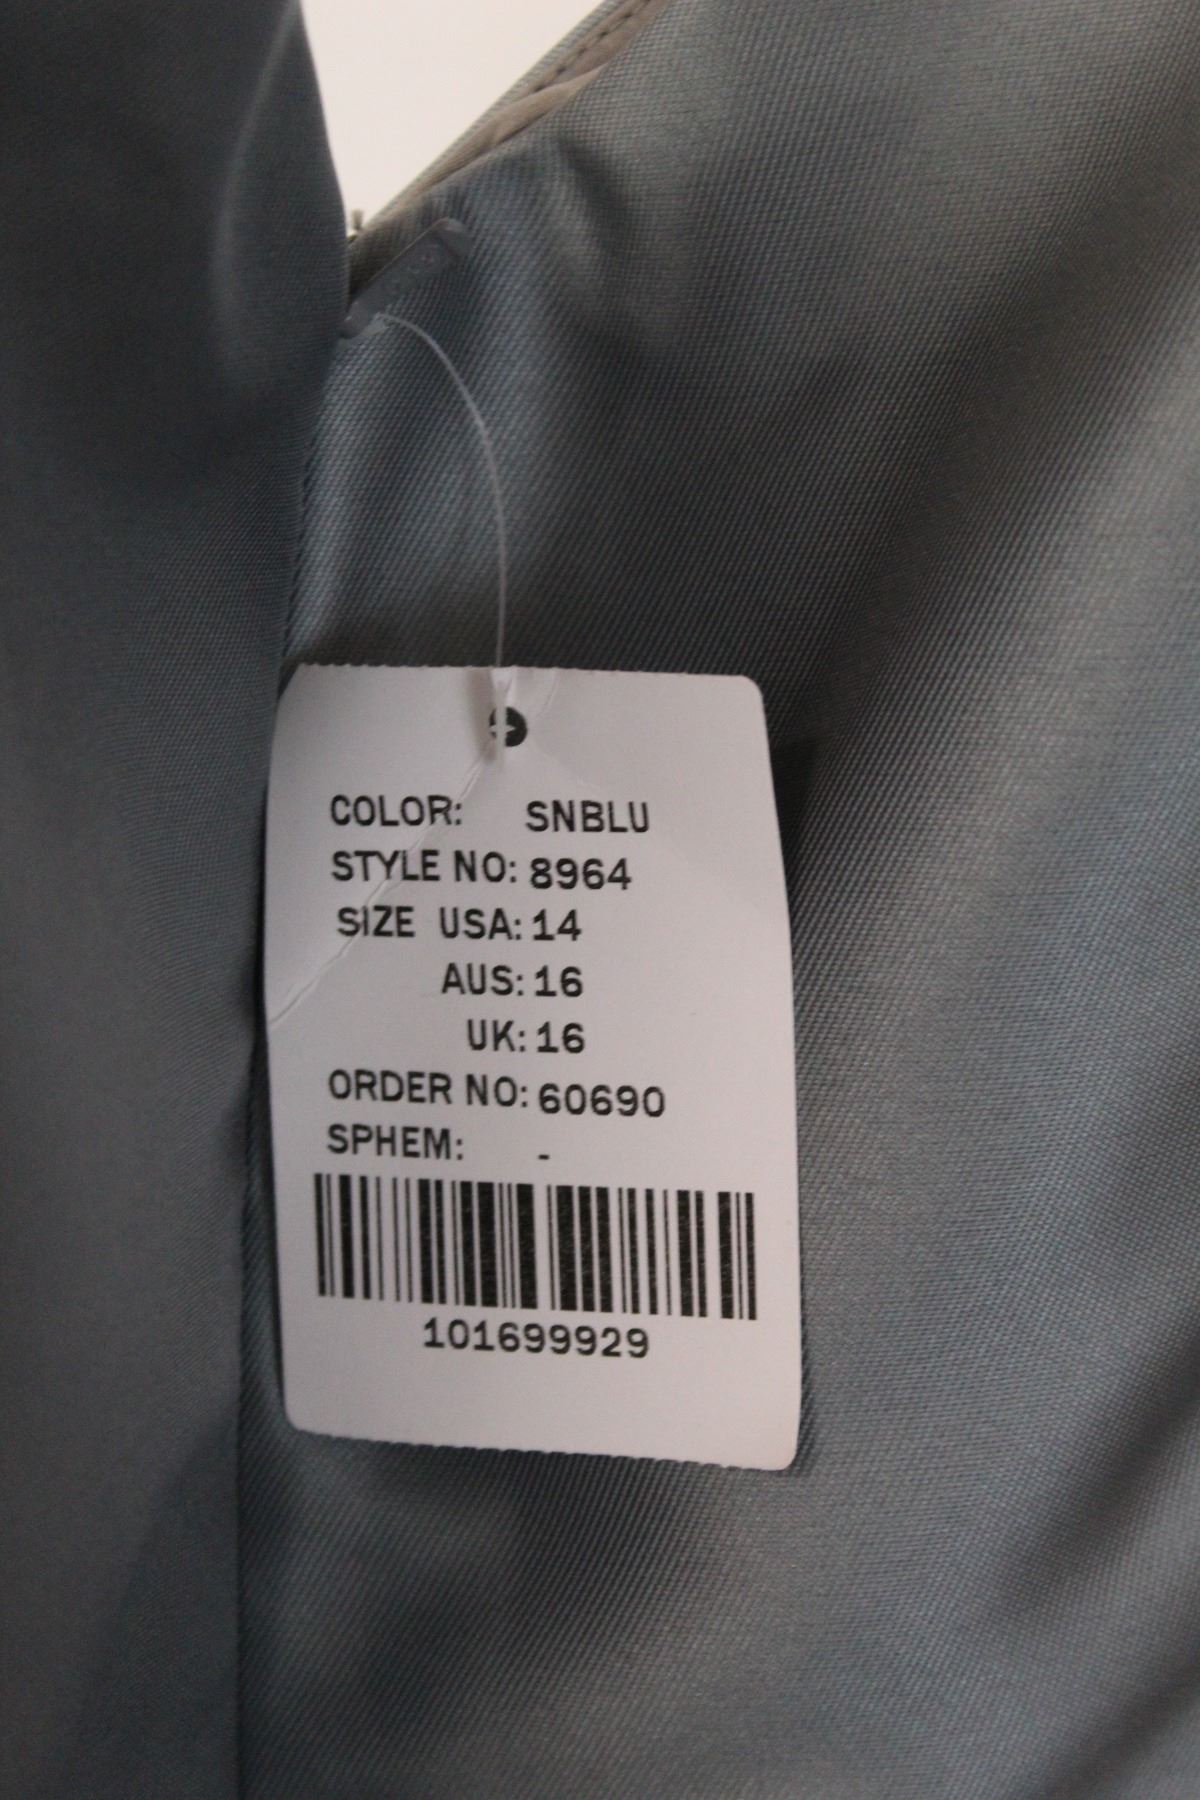 COLOR: SNBLU
STYLE NO: 8964
SIZE USA: 14
AUS: 16
UK: 16
ORDER NO: 60690
SPHEM: -
101699929